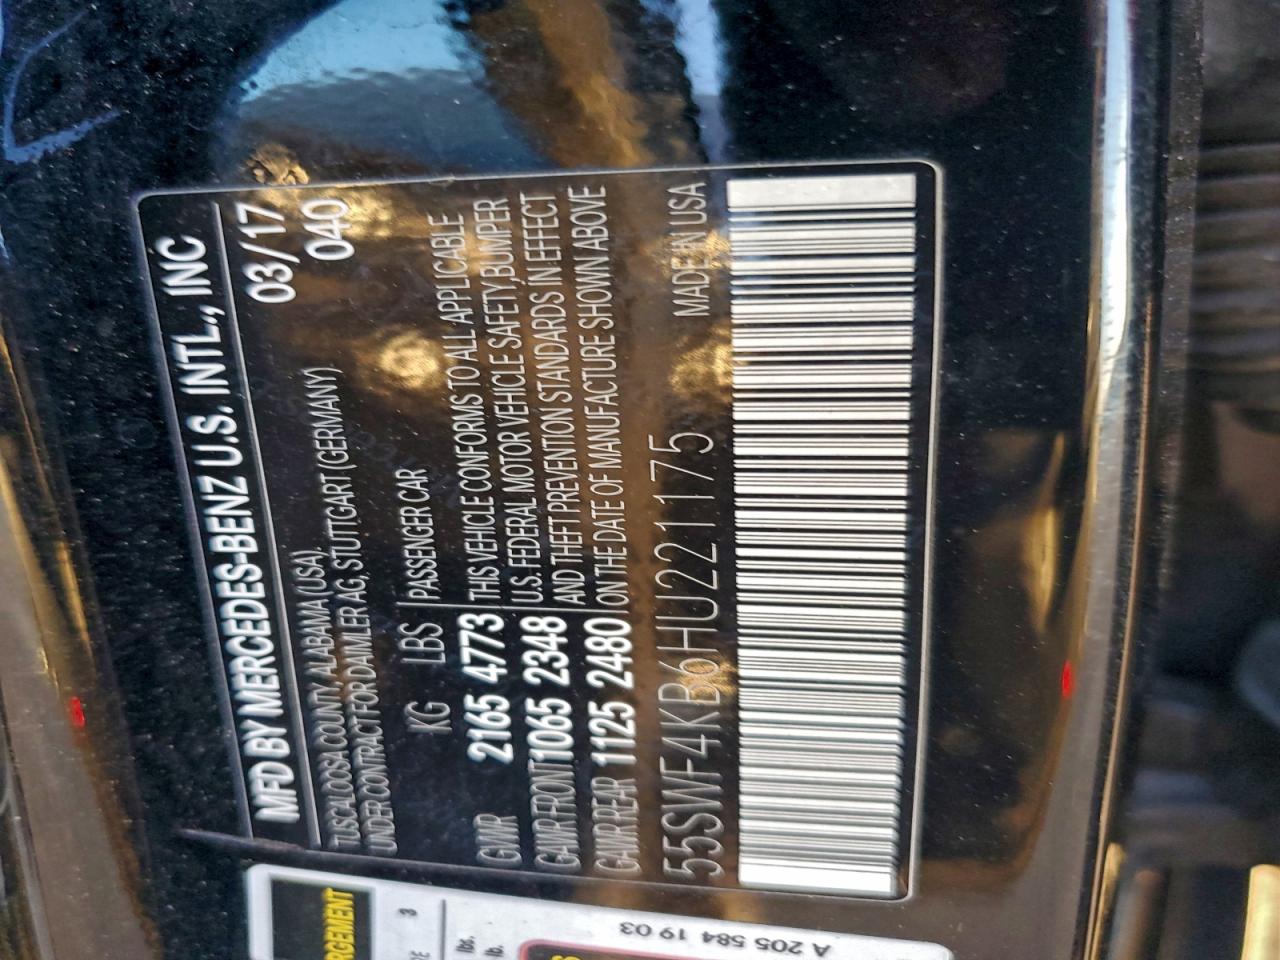 MFD BY MERCEDES-BENZ U.S. INTL., INC
TUSCALOOSA COUNTY, ALABAMA (USA), 03/17
UNDER CONTRACT FOR DAIMLER AG, STUTTGART (GERMANY) 040
KG LBS PASSENGER CAR
GVWR 2165 4773 THIS VEHICLE CONFORMS TO ALL APPLICABLE
U.S. FEDERAL MOTOR VEHICLE SAFETY, BUMPER
GAWR FRONT 1065 2348 AND THEFT PREVENTION STANDARDS IN EFFECT
GAWR REAR 1125 2480 ON THE DATE OF MANUFACTURE SHOWN ABOVE
55SWF4KB6HU221175 MADE IN USA
3
lbs.
lb.
A 205 584 19 03